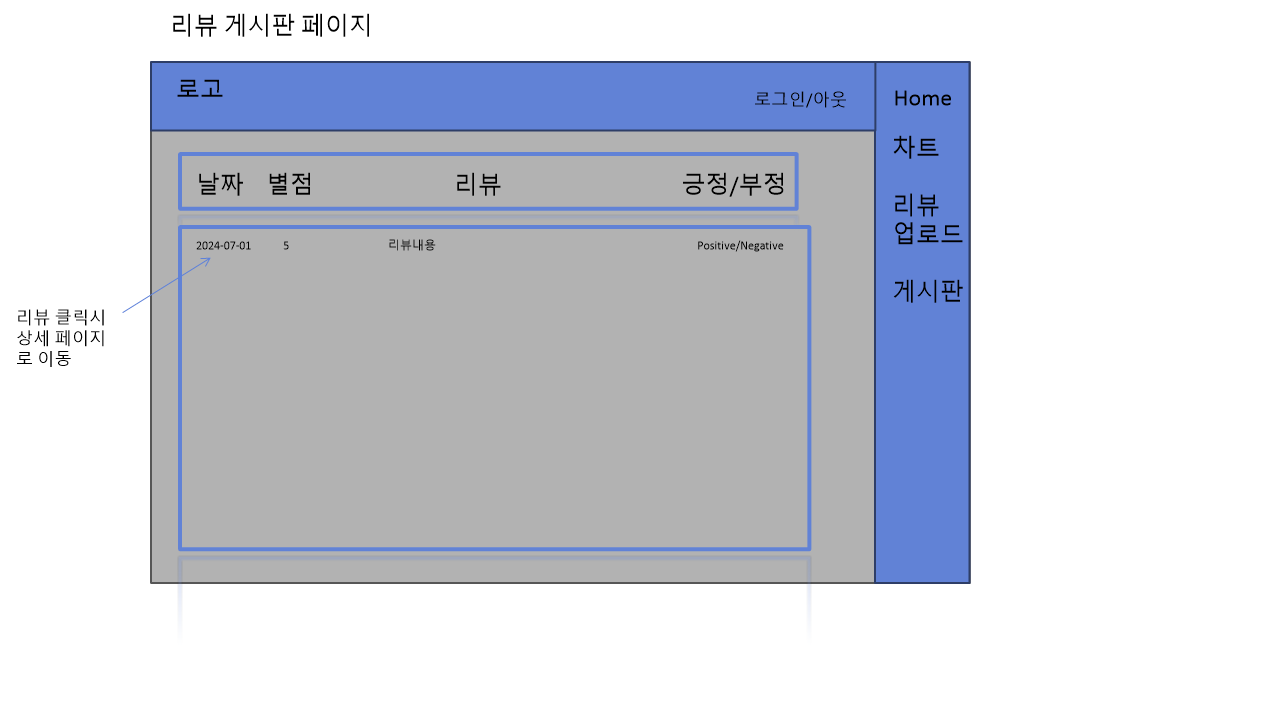 리뷰 게시판 페이지
로고
로그인/아웃
Home
차트
리뷰
업로드
게시판
날짜 별점 리뷰 긍정/부정
2024-07-01 5 리뷰내용 Positive/Negative
리뷰 클릭시
상세 페이지
로 이동